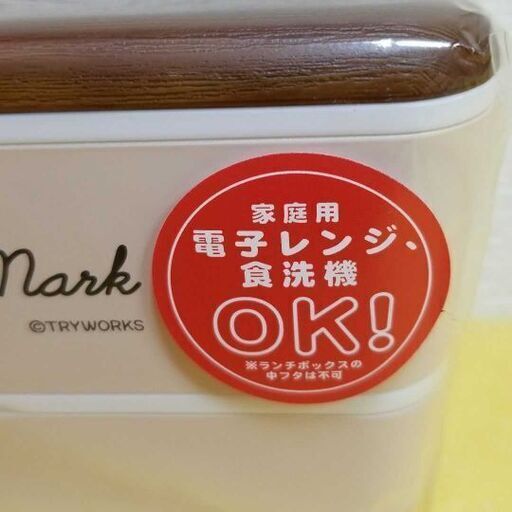 Mark
©TRYWORKS
家庭用
電子レンジ、
食洗機
OK!
※ランチボックスの
中フタは不可